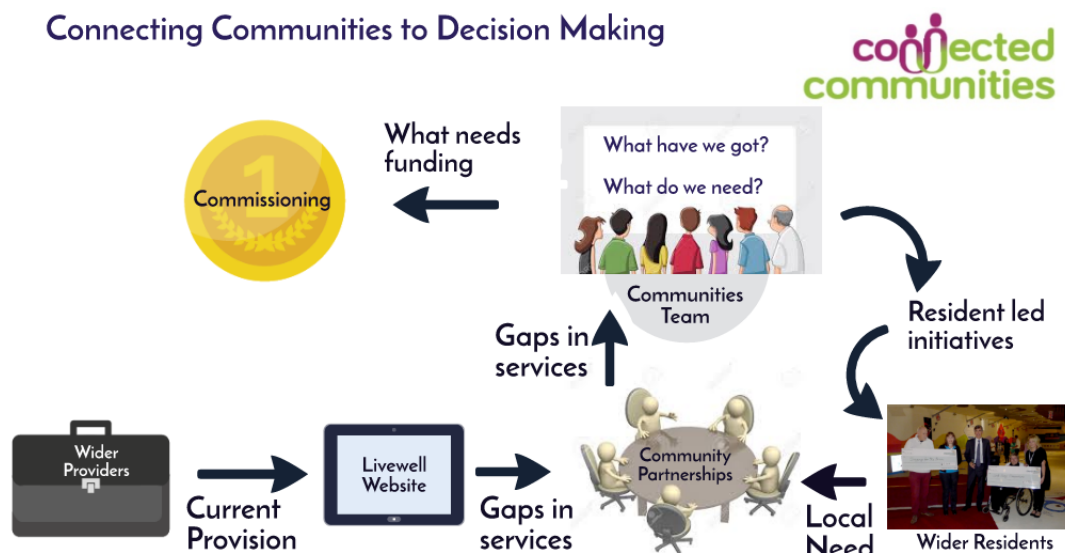 Connecting Communities to Decision Making
connected
communities
What needs
funding
1
Commissioning
What have we got?
What do we need?
Communities
Team
Resident led
initiatives
Gaps in
services
Wider
Providers
Current
Provision
Livewell
Website
Gaps in
services
Community
Partnerships
Local
Need
Wider Residents